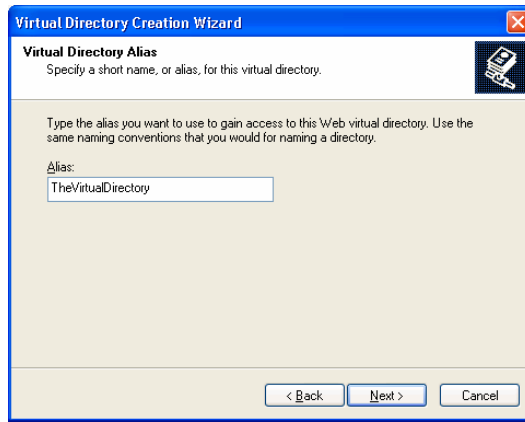 Virtual Directory Creation Wizard
Virtual Directory Alias
Specify a short name, or alias, for this virtual directory.
Type the alias you want to use to gain access to this Web virtual directory. Use the
same naming conventions that you would for naming a directory.
Alias:
TheVirtualDirectory
< Back Next > Cancel